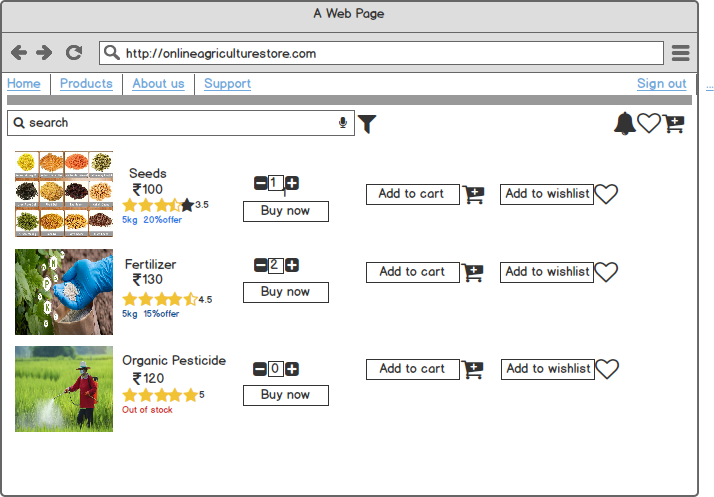 A Web Page
http://onlineagriculturestore.com
Home Products About us Support Sign out ...
search
Seeds
₹100
3.5
5kg 20%offer
1
Buy now
Add to cart
Add to wishlist
Fertilizer
₹130
4.5
5kg 15%offer
2
Buy now
Add to cart
Add to wishlist
N
P
K
Organic Pesticide
₹120
5
Out of stock
0
Buy now
Add to cart
Add to wishlist